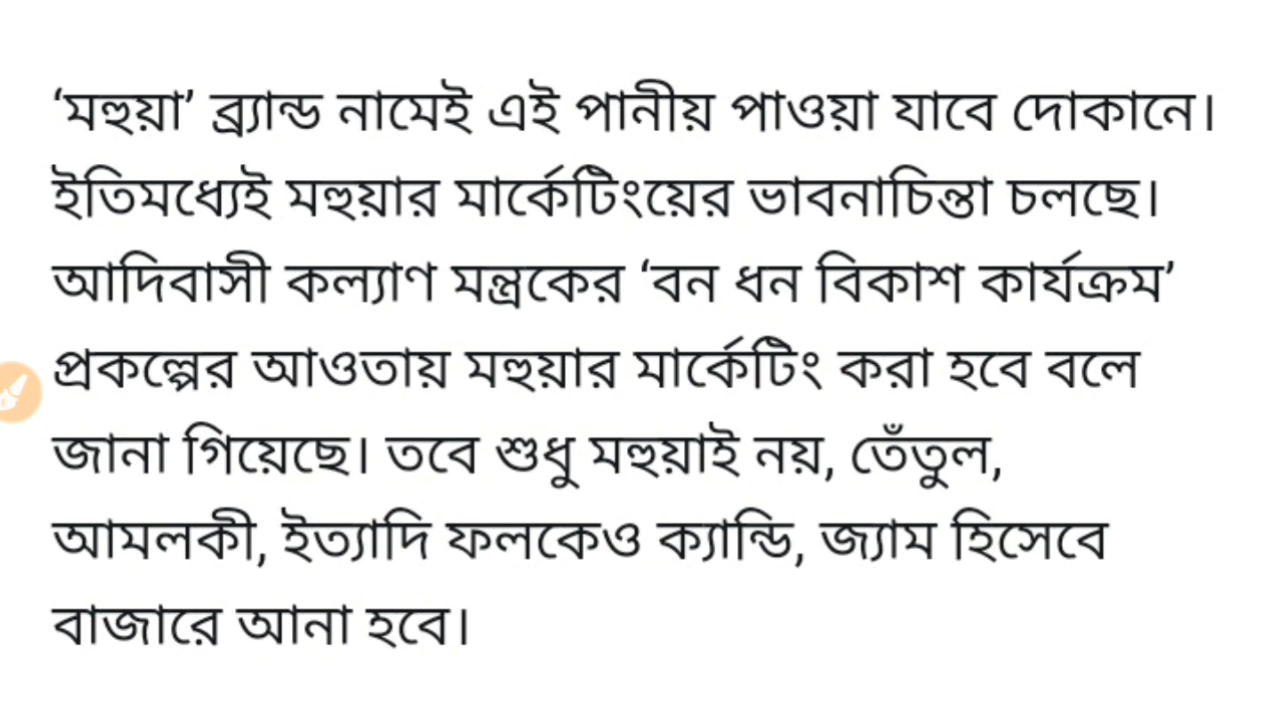 ‘মহুয়া’ ব্র্যান্ড নামেই এই পানীয় পাওয়া যাবে দোকানে।
ইতিমধ্যেই মহুয়ার মার্কেটিংয়ের ভাবনাচিন্তা চলছে।
আদিবাসী কল্যাণ মন্ত্রকের ‘বন ধন বিকাশ কার্যক্রম’
প্রকল্পের আওতায় মহুয়ার মার্কেটিং করা হবে বলে
জানা গিয়েছে। তবে শুধু মহুয়াই নয়, তেঁতুল,
আমলকী, ইত্যাদি ফলকেও ক্যান্ডি, জ্যাম হিসেবে
বাজারে আনা হবে।